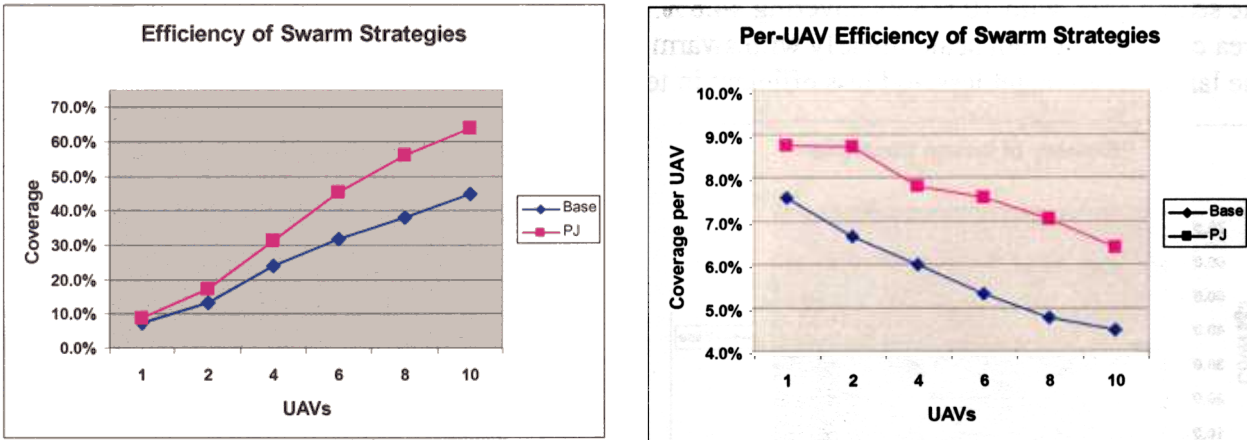 Efficiency of Swarm Strategies
70.0%
60.0%
50.0%
40.0%
30.0%
20.0%
10.0%
0.0%
Coverage
1 2 4 6 8 10
UAVs
Base
PJ
Per-UAV Efficiency of Swarm Strategies
10.0%
9.0%
8.0%
7.0%
6.0%
5.0%
4.0%
Coverage per UAV
1 2 4 6 8 10
UAVs
Base
PJ